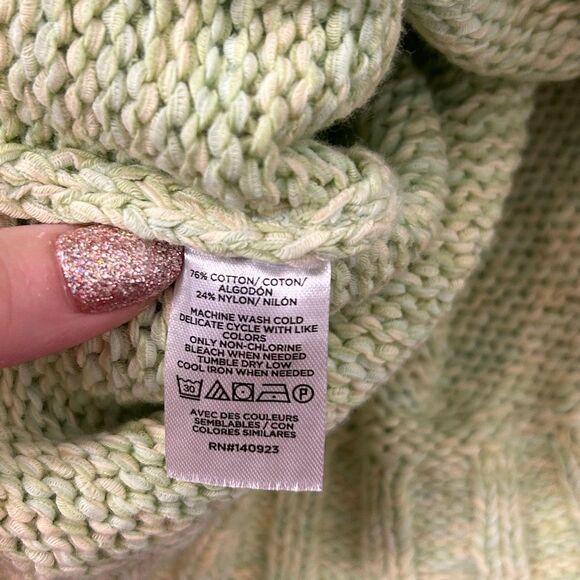 76% COTTON/ COTON/
ALGODÓN
24% NYLON/ NILÓN
MACHINE WASH COLD
DELICATE CYCLE WITH LIKE
COLORS
ONLY NON-CHLORINE
BLEACH WHEN NEEDED
TUMBLE DRY LOW
COOL IRON WHEN NEEDED
30 P
AVEC DES COULEURS
SEMBLABLES / CON
COLORES SIMILARES
RN#140923